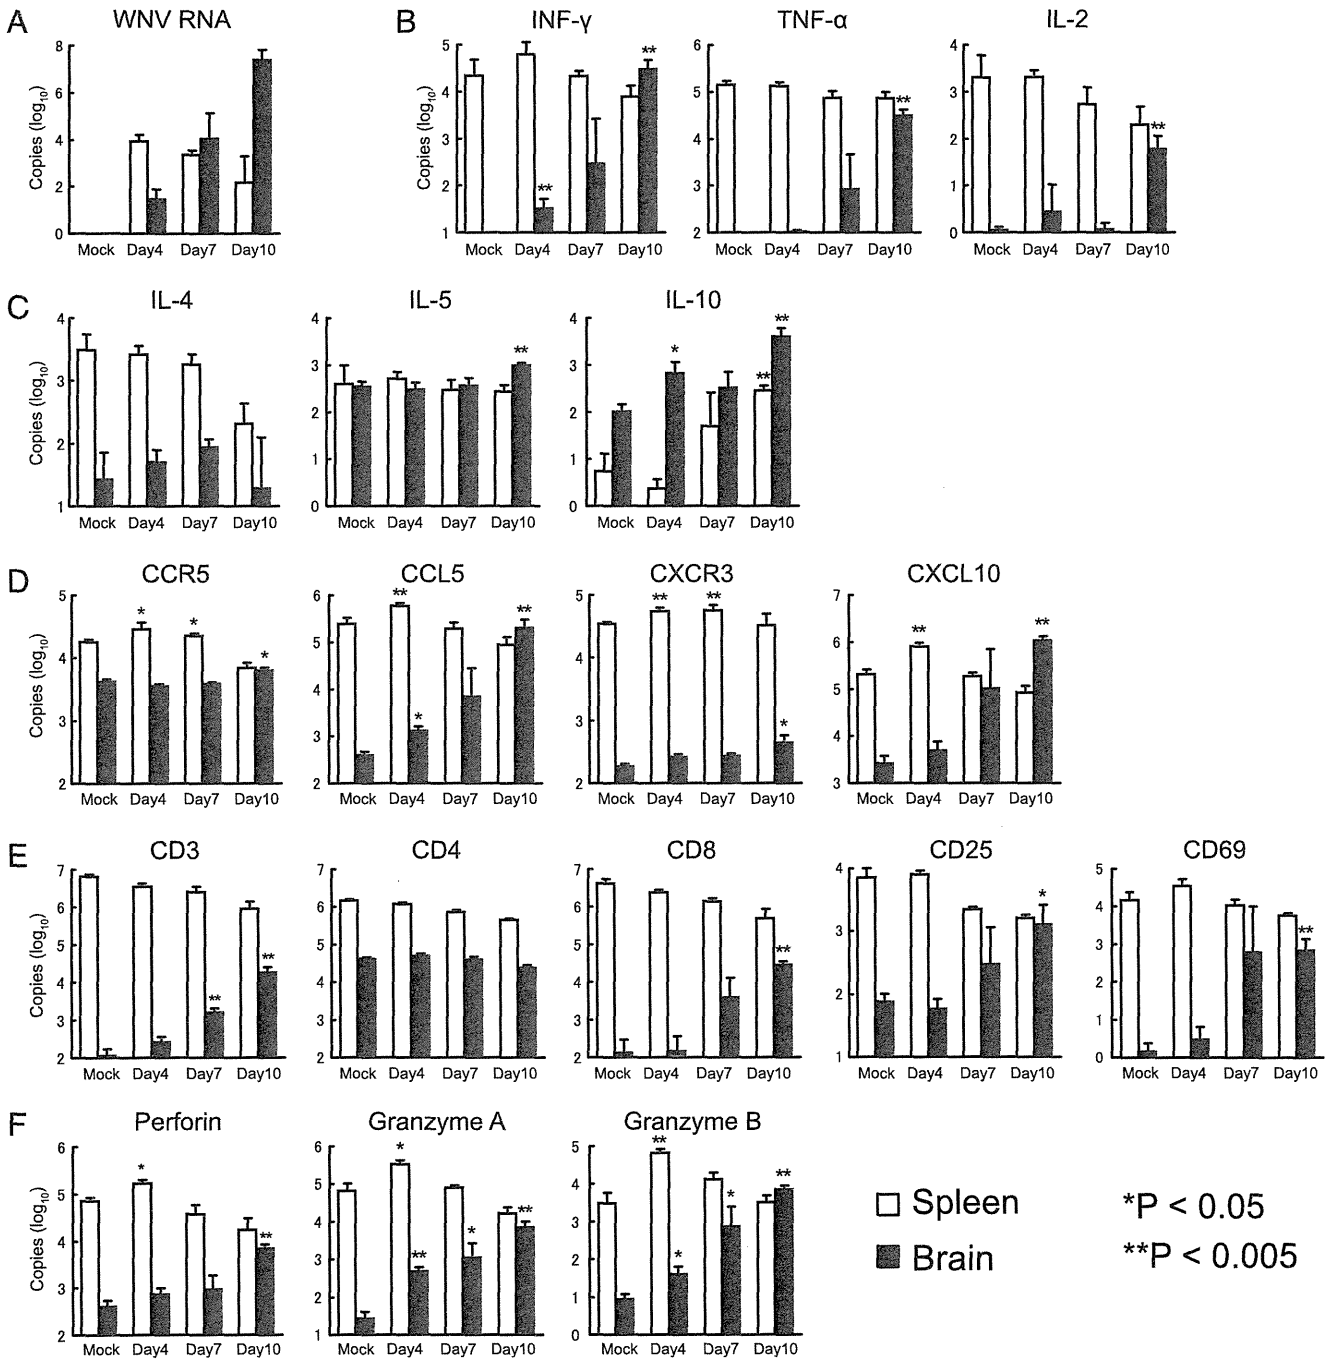 A WNV RNA
Copies (log10)
8
6
4
2
0
Mock Day4 Day7 Day10
B INF-γ
Copies (log10)
5
4
3
2
1
Mock Day4 Day7 Day10
**
**
TNF-α
6
5
4
3
2
Mock Day4 Day7 Day10
**
IL-2
4
3
2
1
0
Mock Day4 Day7 Day10
**
C IL-4
Copies (log10)
4
3
2
1
Mock Day4 Day7 Day10
IL-5
4
3
2
1
0
Mock Day4 Day7 Day10
**
IL-10
4
3
2
1
0
Mock Day4 Day7 Day10
*
**
**
D CCR5
Copies (log10)
5
4
3
2
Mock Day4 Day7 Day10
*
*
*
CCL5
6
5
4
3
2
Mock Day4 Day7 Day10
**
*
**
CXCR3
5
4
3
2
Mock Day4 Day7 Day10
**
**
*
CXCL10
7
6
5
4
3
Mock Day4 Day7 Day10
**
**
E CD3
Copies (log10)
7
6
5
4
3
2
Mock Day4 Day7 Day10
**
**
CD4
7
6
5
4
3
2
Mock Day4 Day7 Day10
CD8
7
6
5
4
3
2
Mock Day4 Day7 Day10
**
CD25
4
3
2
1
Mock Day4 Day7 Day10
*
CD69
5
4
3
2
1
0
Mock Day4 Day7 Day10
**
F Perforin
Copies (log10)
6
5
4
3
2
Mock Day4 Day7 Day10
*
**
Granzyme A
6
5
4
3
2
1
Mock Day4 Day7 Day10
*
**
*
**
Granzyme B
5
4
3
2
1
0
Mock Day4 Day7 Day10
**
*
*
**
Spleen
Brain
*P < 0.05
**P < 0.005